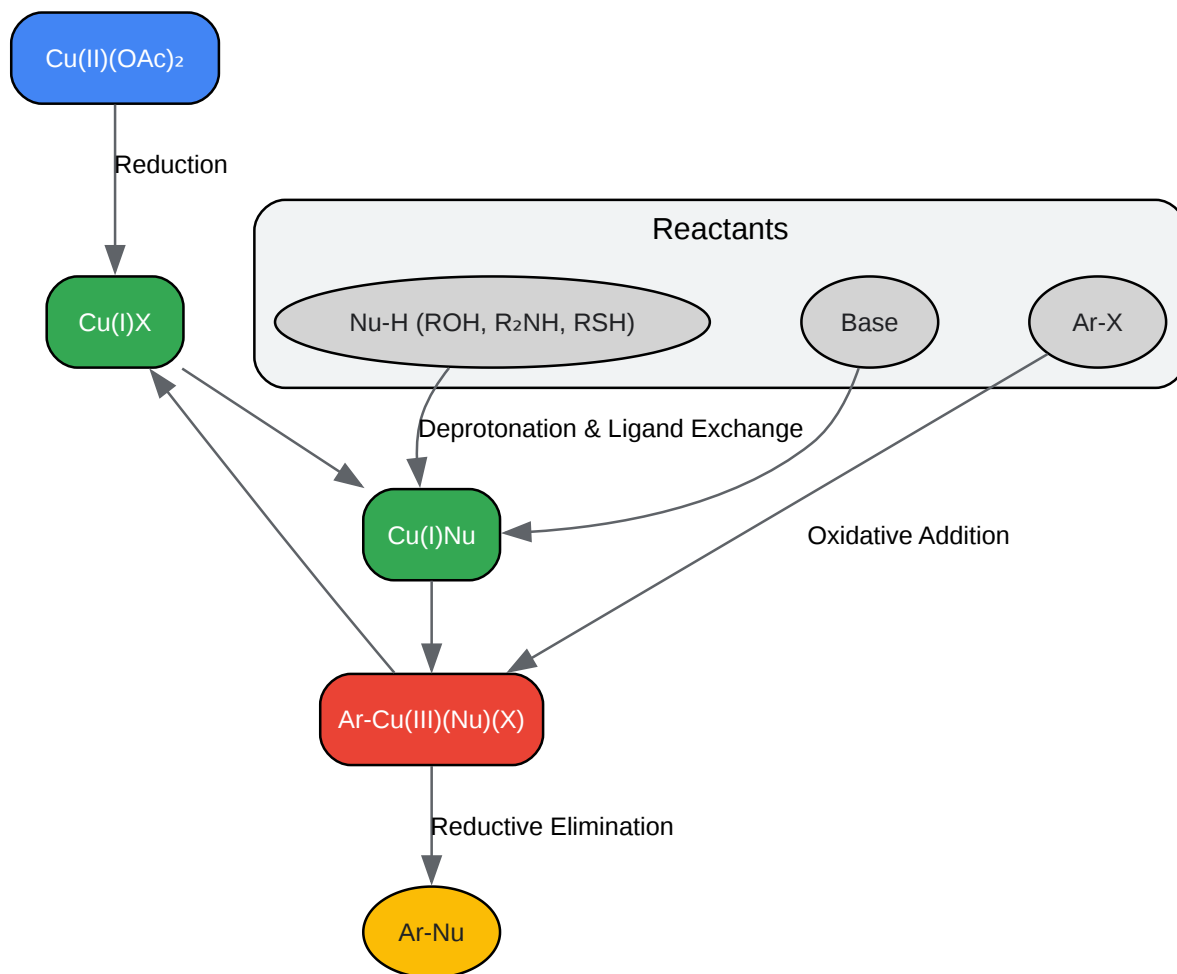 Cu(II)(OAc)₂
Reduction
Reactants
Cu(I)X
Nu-H (ROH, R₂NH, RSH)
Base
Ar-X
Deprotonation & Ligand Exchange
Cu(I)Nu
Oxidative Addition
Ar-Cu(III)(Nu)(X)
Reductive Elimination
Ar-Nu